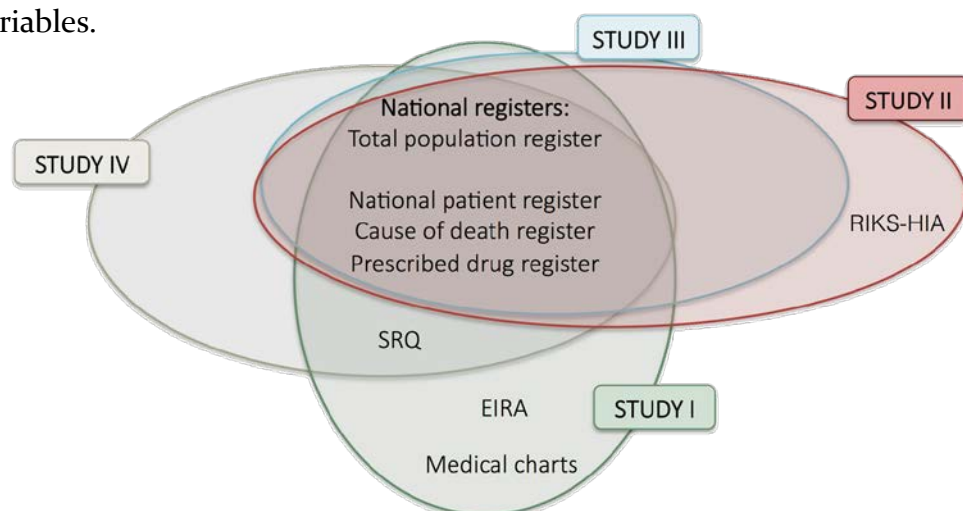 riables.
STUDY III
National registers:
Total population register
STUDY II
STUDY IV
National patient register
Cause of death register
Prescribed drug register
RIKS-HIA
SRQ
EIRA
STUDY I
Medical charts